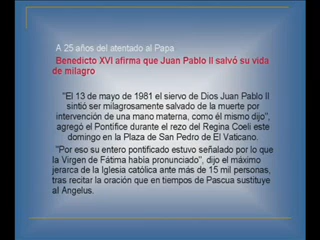 A 25 años del atentado al Papa
Benedicto XVI afirma que Juan Pablo II salvó su vida
de milagro
"El 13 de mayo de 1981 el siervo de Dios Juan Pablo II
sintió ser milagrosamente salvado de la muerte por
intervención de una mano materna, como él mismo dijo",
agregó el Pontífice durante el rezo del Regina Coeli este
domingo en la Plaza de San Pedro de El Vaticano.
"Por eso su entero pontificado estuvo señalado por lo que
la Virgen de Fátima había pronunciado", dijo el máximo
jerarca de la Iglesia católica ante más de 15 mil personas,
tras recitar la oración que en tiempos de Pascua sustituye
al Angelus.